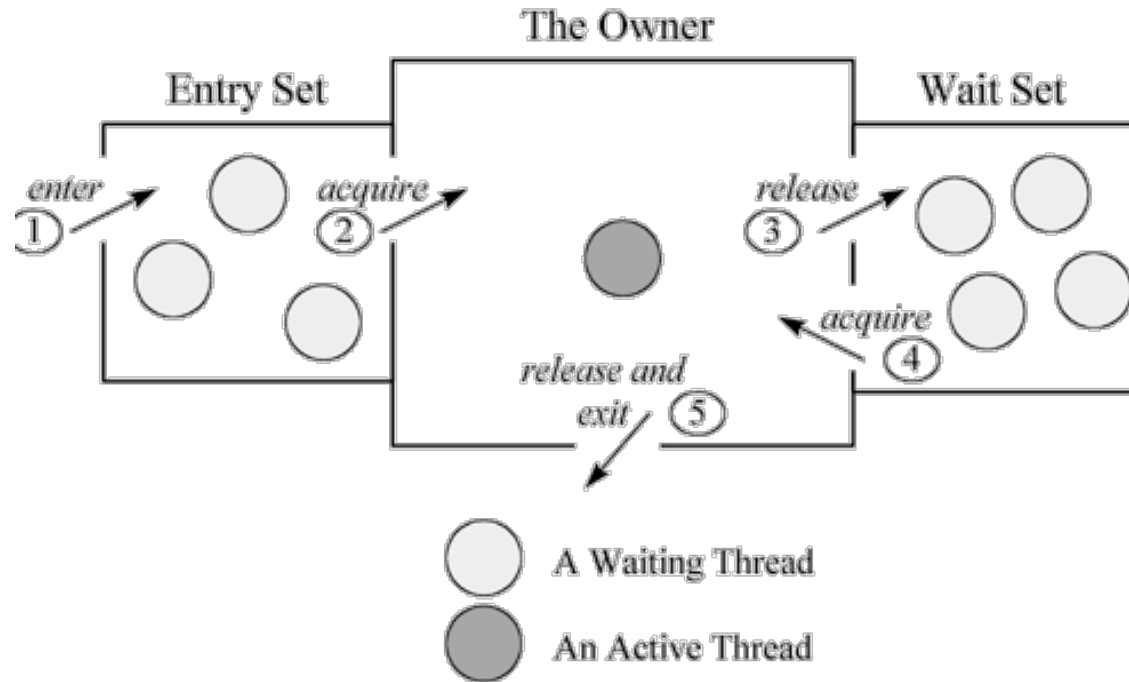 The Owner
Entry Set
Wait Set
enter
1
acquire
2
release
3
acquire
4
release and
exit
5
A Waiting Thread
An Active Thread